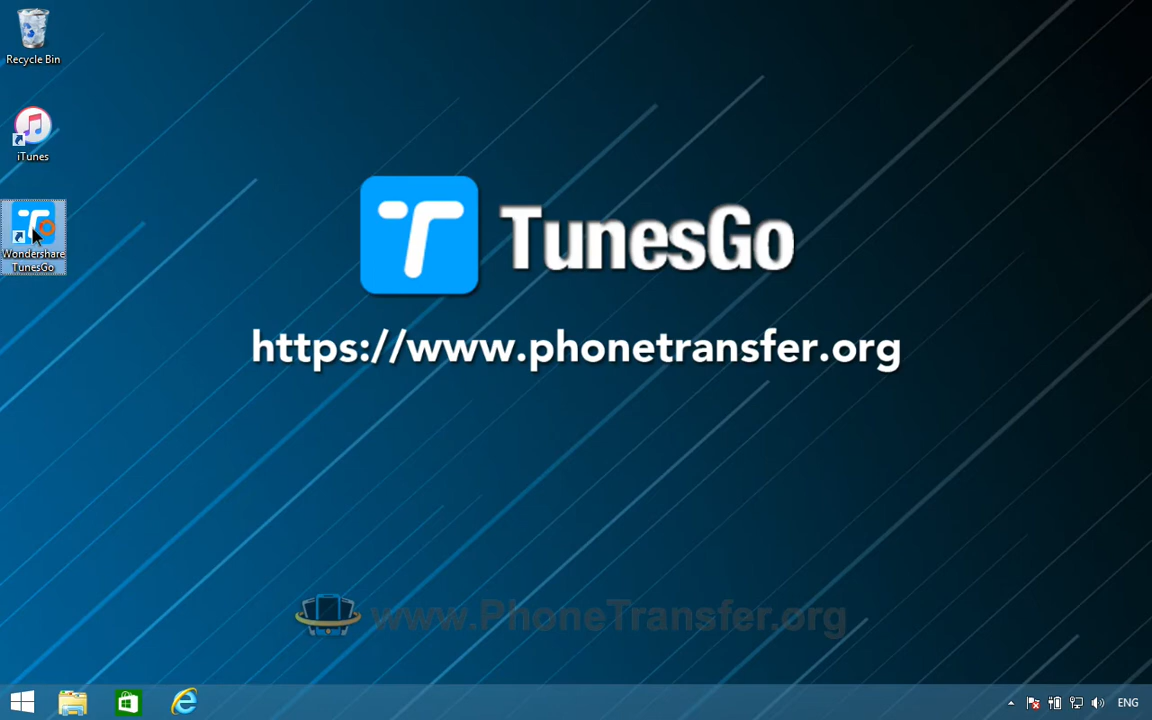 Recycle Bin
iTunes
Wondershare
TunesGo
TunesGo
https://www.phonetransfer.org
www.PhoneTransfer.org
ENG